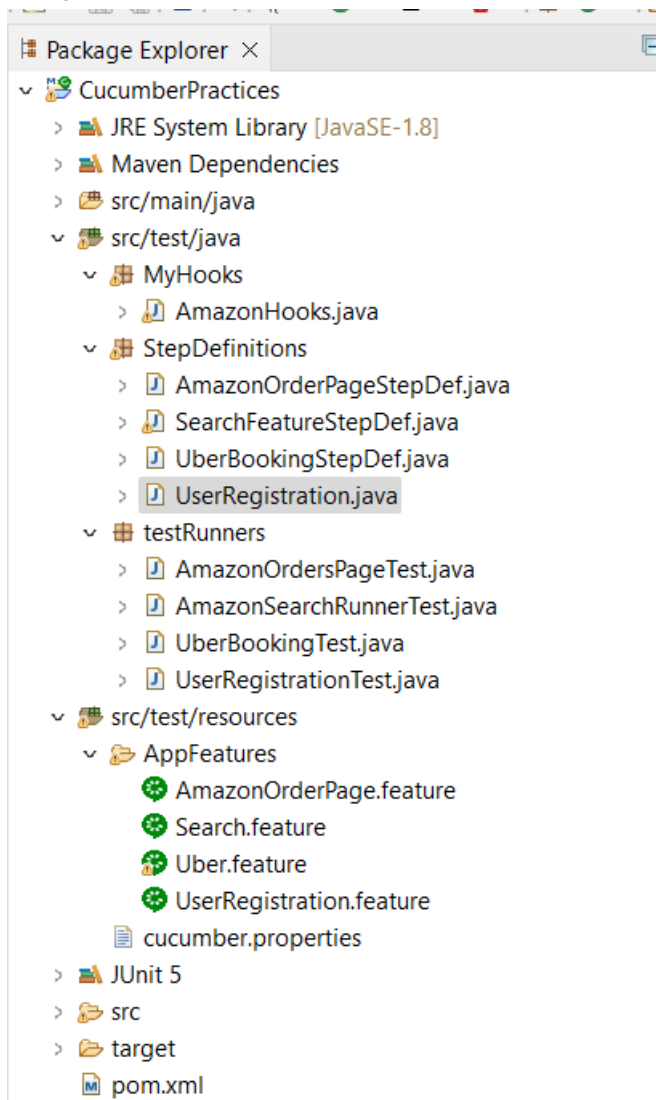 Package Explorer ×
CucumberPractices
JRE System Library [JavaSE-1.8]
Maven Dependencies
src/main/java
src/test/java
MyHooks
AmazonHooks.java
StepDefinitions
AmazonOrderPageStepDef.java
SearchFeatureStepDef.java
UberBookingStepDef.java
UserRegistration.java
testRunners
AmazonOrdersPageTest.java
AmazonSearchRunnerTest.java
UberBookingTest.java
UserRegistrationTest.java
src/test/resources
AppFeatures
AmazonOrderPage.feature
Search.feature
Uber.feature
UserRegistration.feature
cucumber.properties
JUnit 5
src
target
pom.xml